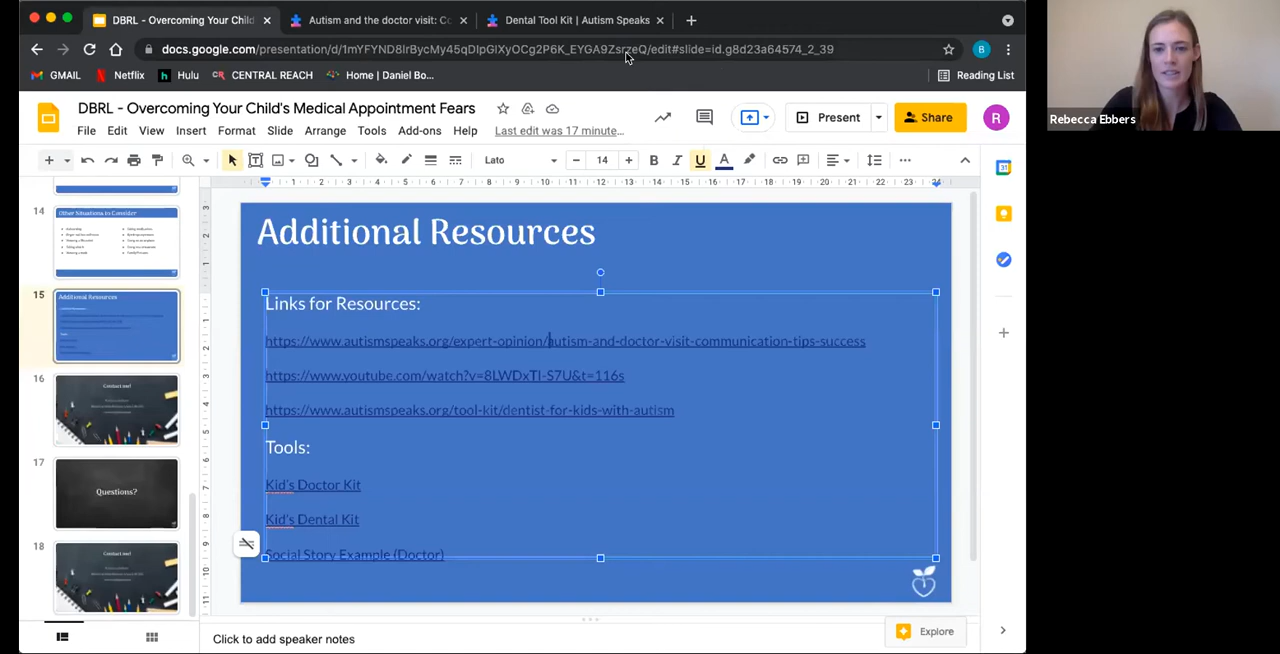 DBRL - Overcoming Your Child'
Autism and the doctor visit: Co
Dental Tool Kit | Autism Speaks
docs.google.com/presentation/d/1mYFYND8IrBycMy45qDIpGlXyOCg2P6K_EYGA9Zsrzeq/edit#slide=id.g8d23a64574_2_39
B
GMAIL
Netflix
Hulu
CENTRAL REACH
Home | Daniel Bo...
Reading List
Rebecca Ebbers
DBRL - Overcoming Your Child's Medical Appointment Fears
File Edit View Insert Format Slide Arrange Tools Add-ons Help Last edit was 17 minute...
Present
Share
R
Lato
14
B I U A
14
Other Situations to Consider
15
Additional Resources
16
Contact me!
17
Questions?
18
Contact me!
Additional Resources
Links for Resources:
https://www.autismspeaks.org/expert-opinion/autism-and-doctor-visit-communication-tips-success
https://www.youtube.com/watch?v=8LWDxTI-S7U&t=116s
https://www.autismspeaks.org/tool-kit/dentist-for-kids-with-autism
Tools:
Kid's Doctor Kit
Kid's Dental Kit
Social Story Example (Doctor)
Click to add speaker notes
Explore